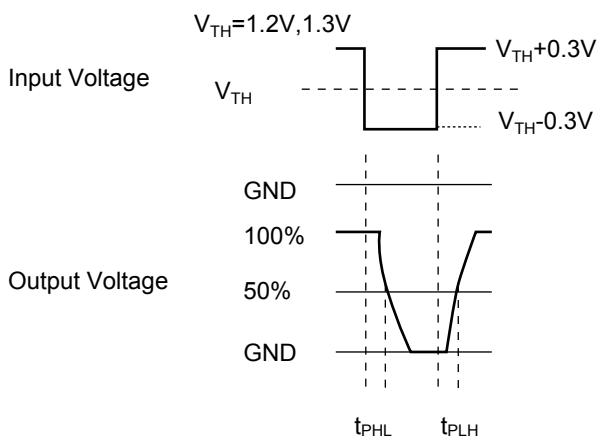 V_TH=1.2V,1.3V
V_TH+0.3V
Input Voltage
V_TH
V_TH-0.3V
GND
100%
Output Voltage
50%
GND
t_PHL
t_PLH